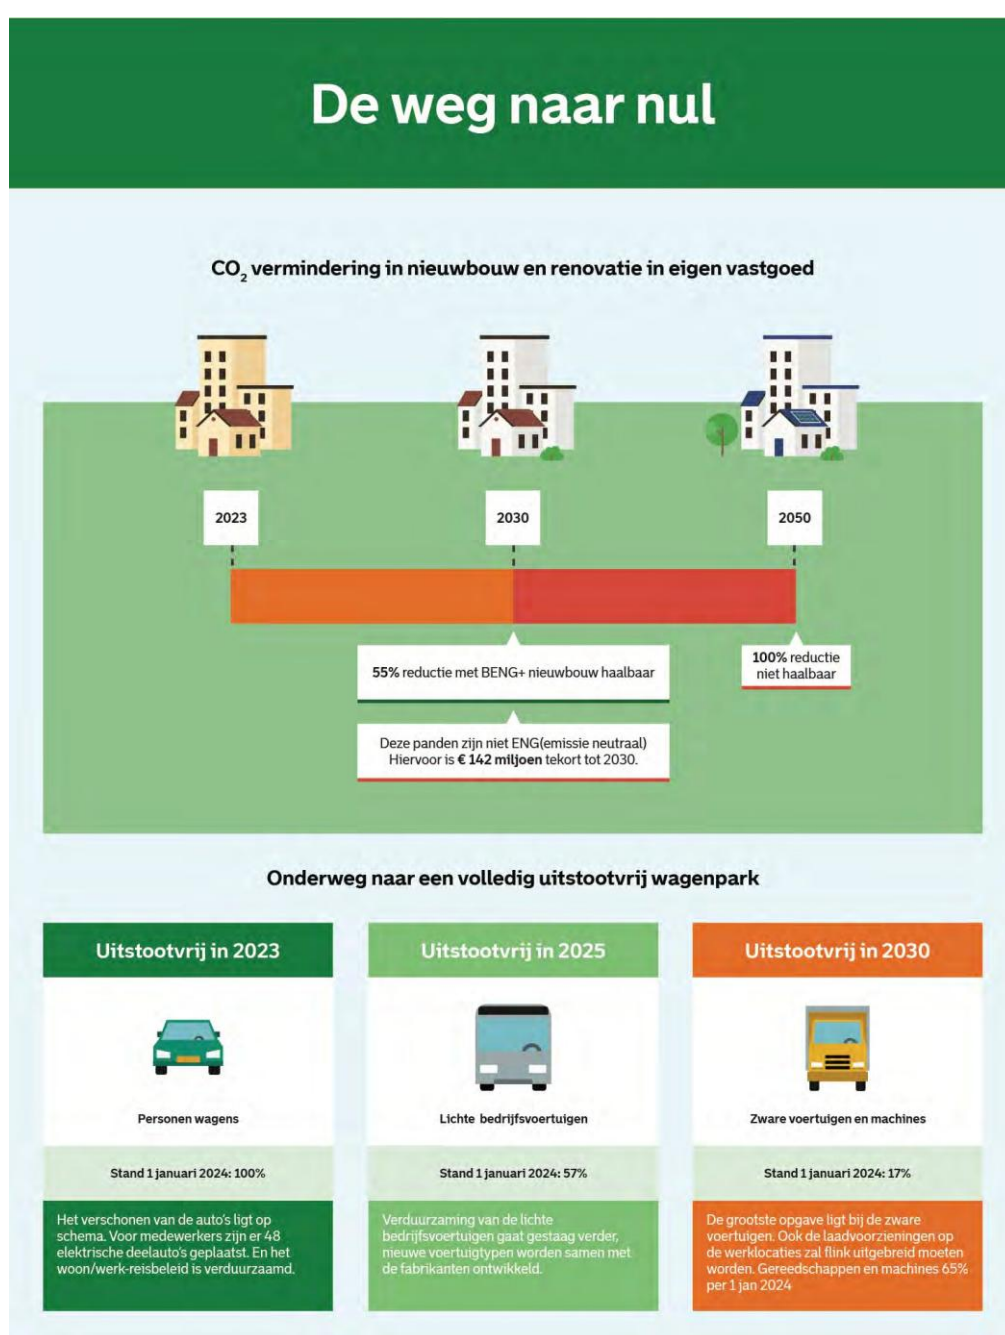 De weg naar nul
CO₂ vermindering in nieuwbouw en renovatie in eigen vastgoed
2023
2030
2050
55% reductie met BENG+ nieuwbouw haalbaar
100% reductie
niet haalbaar
Deze panden zijn niet ENG(emissie neutraal)
Hiervoor is € 142 miljoen tekort tot 2030.
Onderweg naar een volledig uitstootvrij wagenpark
Uitstootvrij in 2023
Personen wagens
Stand 1 januari 2024: 100%
Het verschonen van de auto's ligt op
schema. Voor medewerkers zijn er 48
elektrische deelauto's geplaatst. En het
woon/werk-reisbeleid is verduurzaamd.
Uitstootvrij in 2025
Lichte bedrijfsvoertuigen
Stand 1 januari 2024: 57%
Verduurzaming van de lichte
bedrijfsvoertuigen gaat gestaag verder,
nieuwe voertuigtypen worden samen met
de fabrikanten ontwikkeld.
Uitstootvrij in 2030
Zware voertuigen en machines
Stand 1 januari 2024: 17%
De grootste opgave ligt bij de zware
voertuigen. Ook de laadvoorzieningen op
de werklocaties zal flink uitgebreid moeten
worden. Gereedschappen en machines 65%
per 1 jan 2024